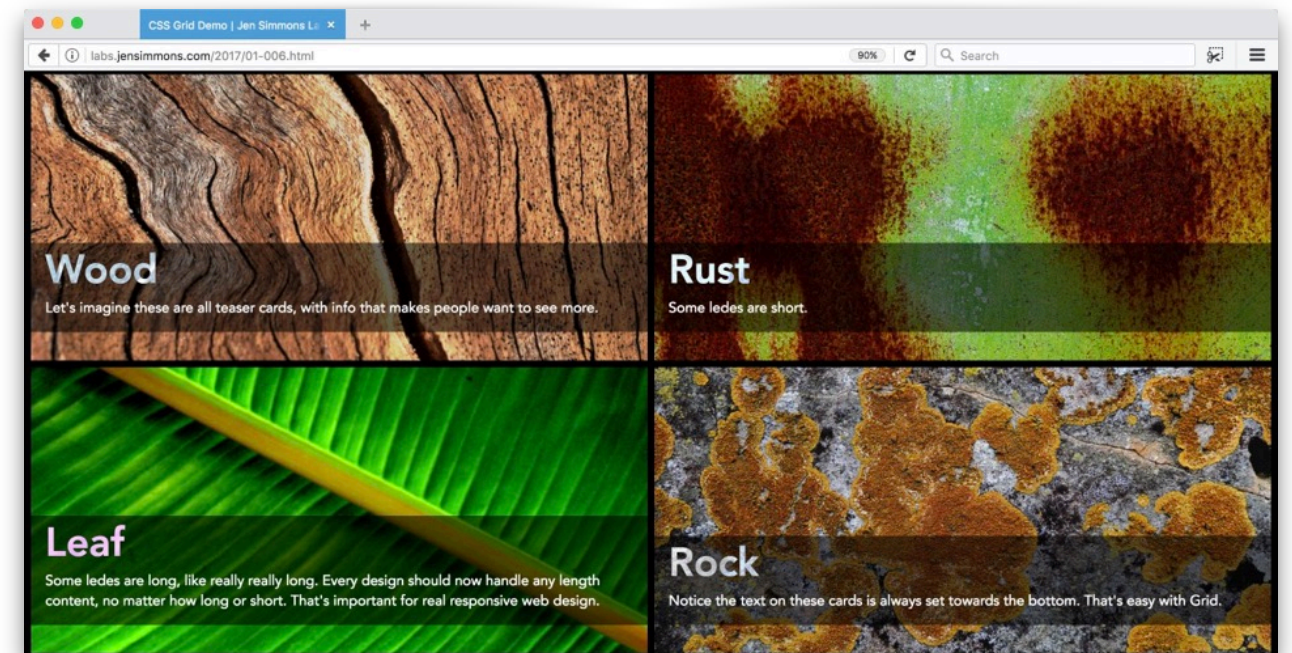 CSS Grid Demo | Jen Simmons La
labs.jensimmons.com/2017/01-006.html
90%
Search
Wood
Let's imagine these are all teaser cards, with info that makes people want to see more.
Rust
Some ledes are short.
Leaf
Some ledes are long, like really really long. Every design should now handle any length
content, no matter how long or short. That's important for real responsive web design.
Rock
Notice the text on these cards is always set towards the bottom. That's easy with Grid.